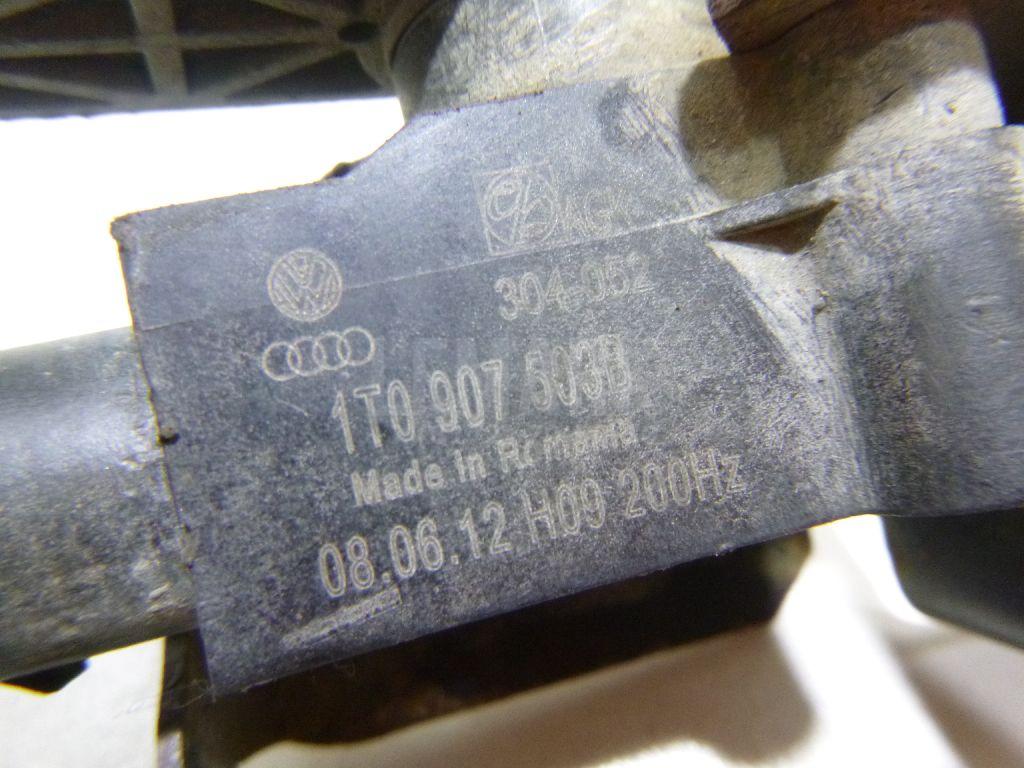 AGK
304-052
1T0 907 503B
Made in Romania
08.06.12 H09 200Hz